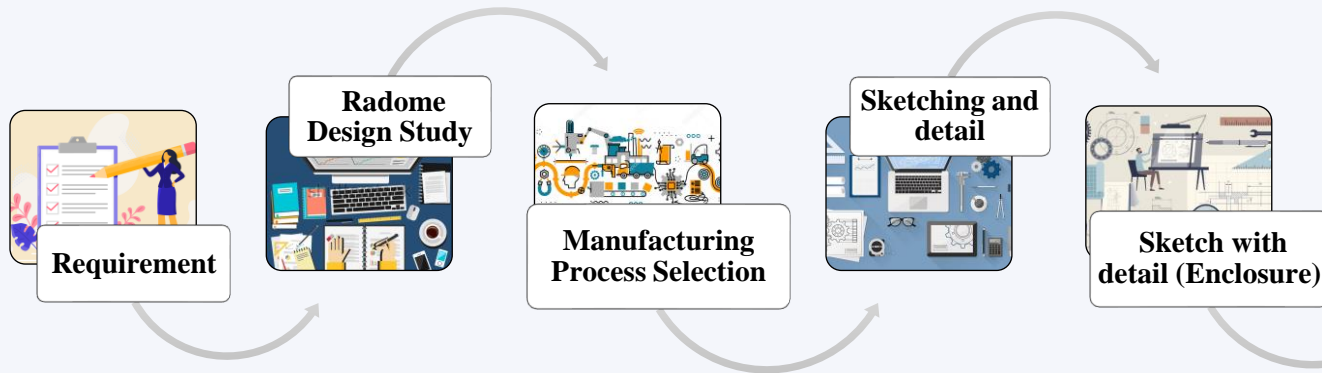 Requirement
Radome
Design Study
Manufacturing
Process Selection
Sketching and
detail
Sketch with
detail (Enclosure)